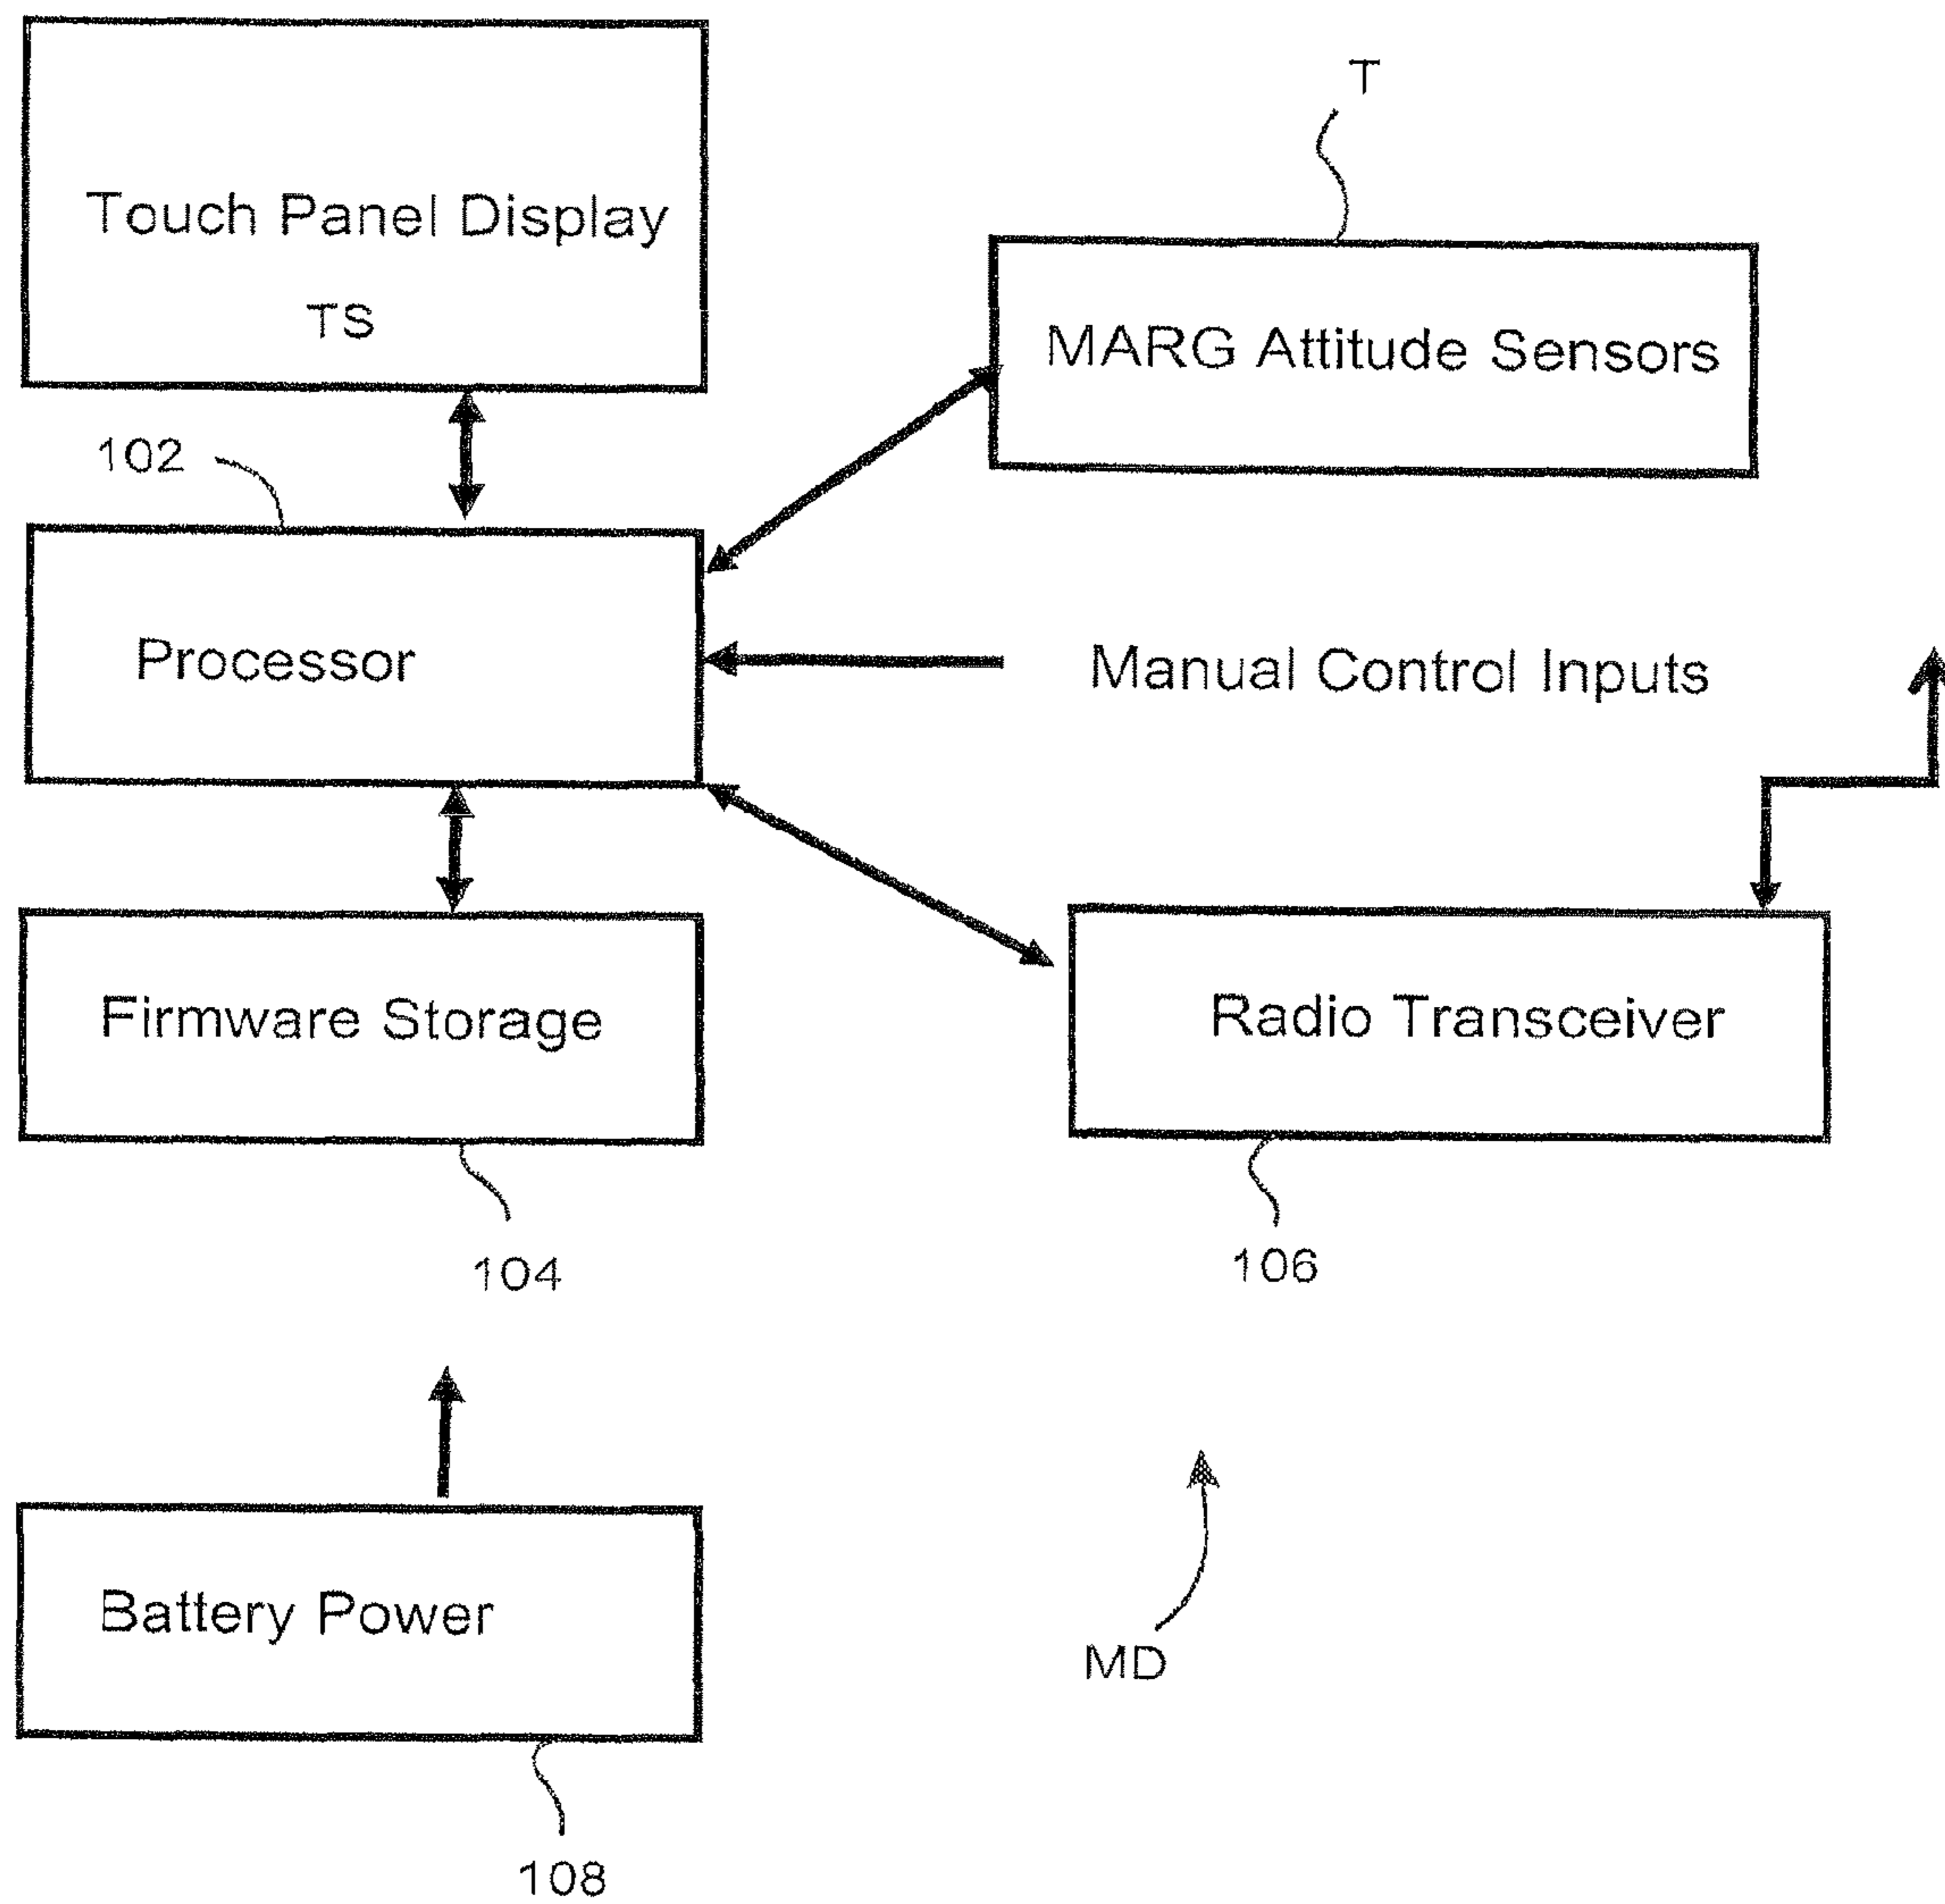 T
Touch Panel Display
TS
MARG Attitude Sensors
102
Processor
Manual Control Inputs
Firmware Storage
Radio Transceiver
104
106
Battery Power
MD
108